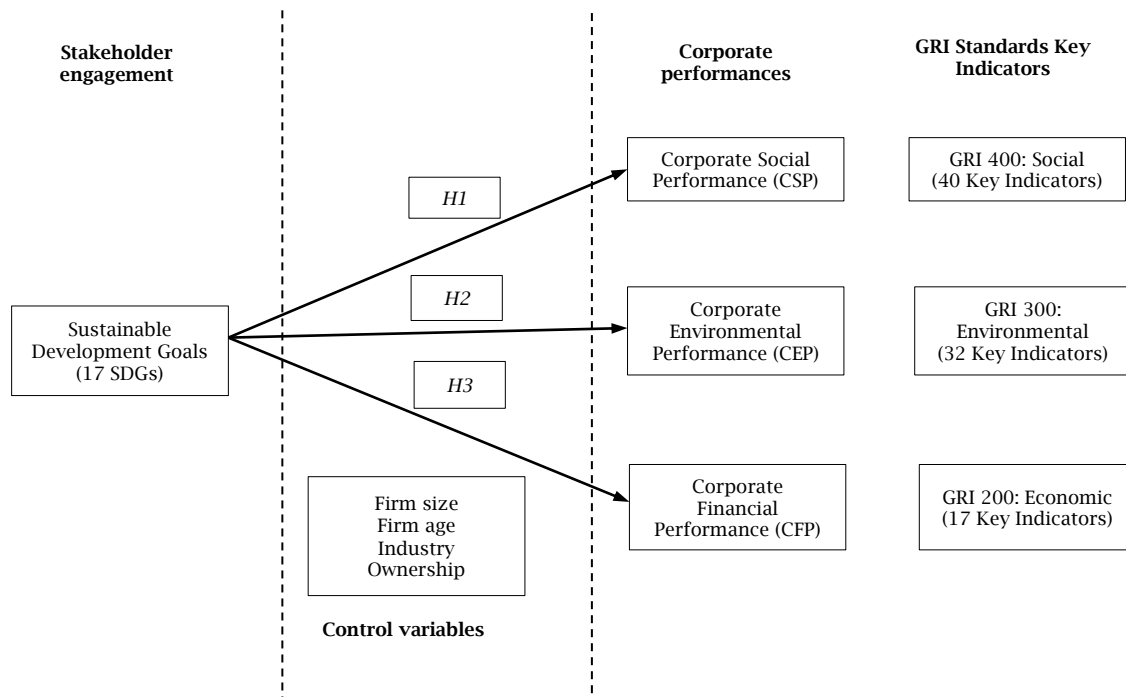 Stakeholder
engagement
Corporate
performances
GRI Standards Key
Indicators
Sustainable
Development Goals
(17 SDGs)
H1
H2
H3
Firm size
Firm age
Industry
Ownership
Control variables
Corporate Social
Performance (CSP)
Corporate
Environmental
Performance (CEP)
Corporate
Financial
Performance (CFP)
GRI 400: Social
(40 Key Indicators)
GRI 300:
Environmental
(32 Key Indicators)
GRI 200: Economic
(17 Key Indicators)